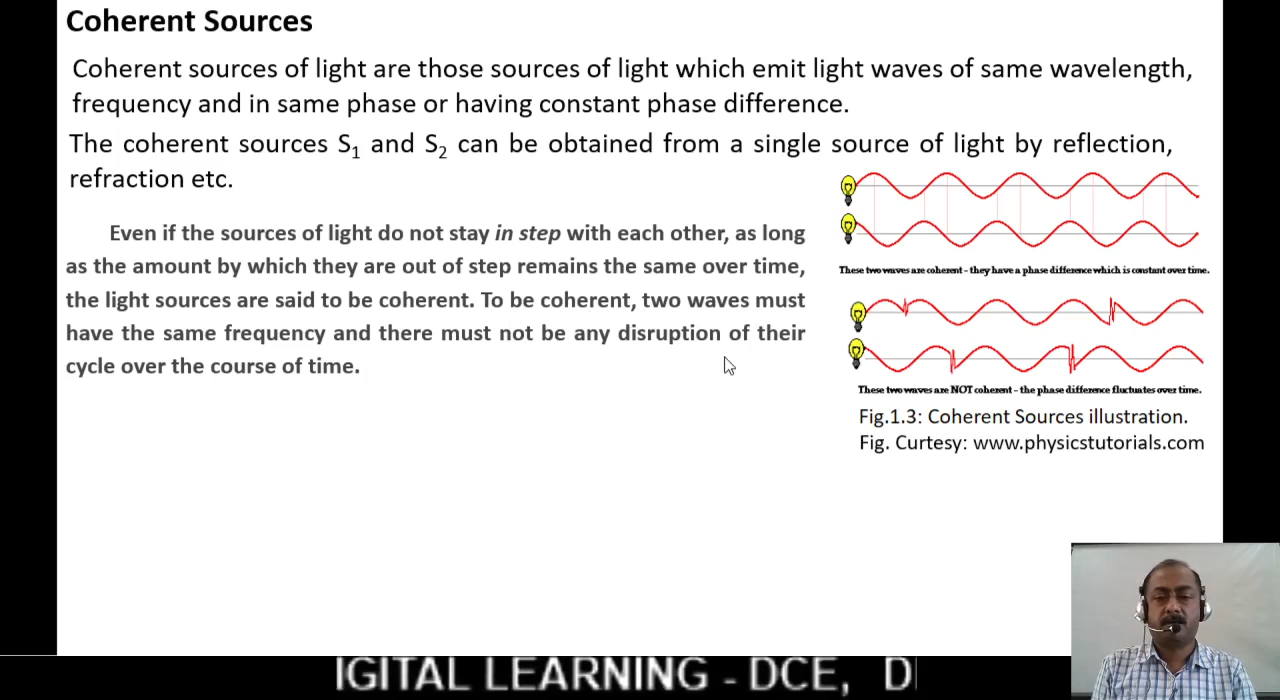 Coherent Sources
Coherent sources of light are those sources of light which emit light waves of same wavelength,
frequency and in same phase or having constant phase difference.
The coherent sources S₁ and S₂ can be obtained from a single source of light by reflection,
refraction etc.
Even if the sources of light do not stay in step with each other, as long
as the amount by which they are out of step remains the same over time,
the light sources are said to be coherent. To be coherent, two waves must
have the same frequency and there must not be any disruption of their
cycle over the course of time.
These two waves are coherent - they have a phase difference which is constant over time.
These two waves are NOT coherent - the phase difference fluctuates over time.
Fig.1.3: Coherent Sources illustration.
Fig. Curtesy: www.physicstutorials.com
IGITAL LEARNING - DCE, D